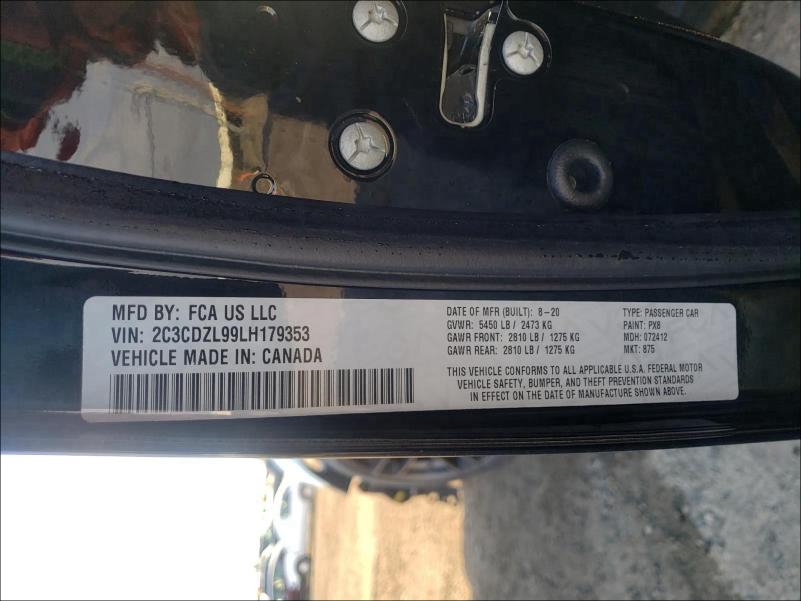 MFD BY: FCA US LLC
VIN: 2C3CDZL99LH179353
VEHICLE MADE IN: CANADA
DATE OF MFR (BUILT): 8-20
GVWR: 5450 LB / 2473 KG
GAWR FRONT: 2810 LB / 1275 KG
GAWR REAR: 2810 LB / 1275 KG
TYPE: PASSENGER CAR
PAINT: PX8
MDH: 072412
MKT: 875
THIS VEHICLE CONFORMS TO ALL APPLICABLE U.S.A. FEDERAL MOTOR
VEHICLE SAFETY, BUMPER, AND THEFT PREVENTION STANDARDS
IN EFFECT ON THE DATE OF MANUFACTURE SHOWN ABOVE.